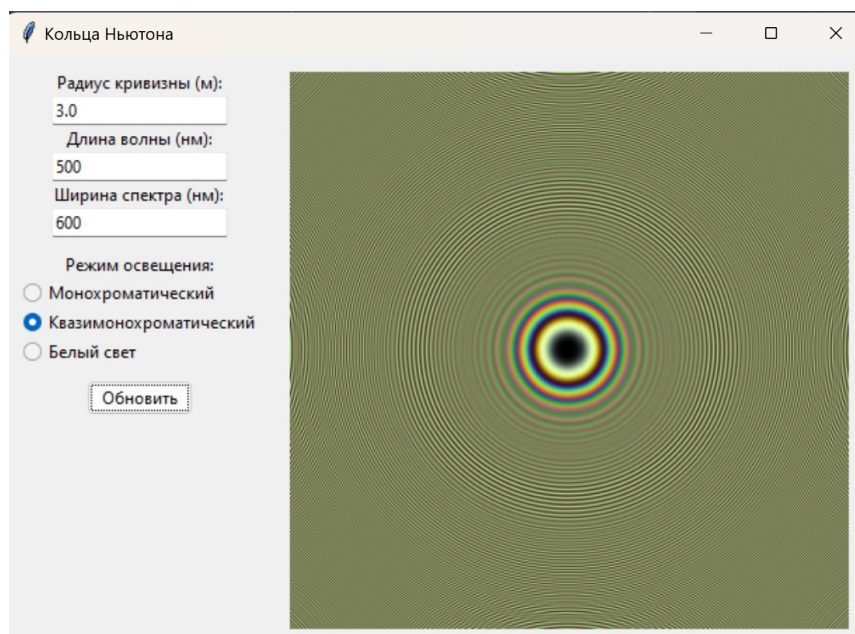 Кольца Ньютона
Радиус кривизны (м):
3.0
Длина волны (нм):
500
Ширина спектра (нм):
600
Режим освещения:
Монохроматический
Квазимонохроматический
Белый свет
Обновить